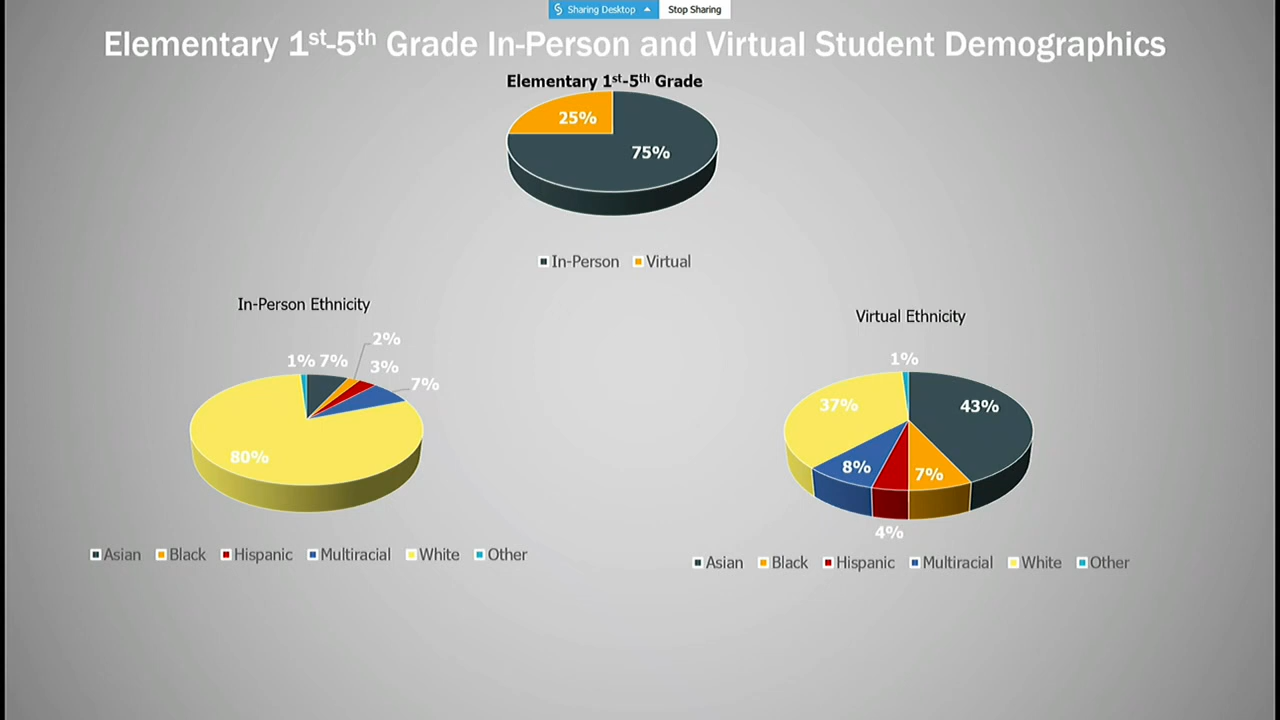 Sharing Desktop Stop Sharing
Elementary 1st-5th Grade In-Person and Virtual Student Demographics
Elementary 1st-5th Grade
25%
75%
In-Person Virtual
In-Person Ethnicity
1% 7% 2%
3%
7%
80%
Asian Black Hispanic Multiracial White Other
Virtual Ethnicity
1%
37% 43%
8% 7%
4%
Asian Black Hispanic Multiracial White Other